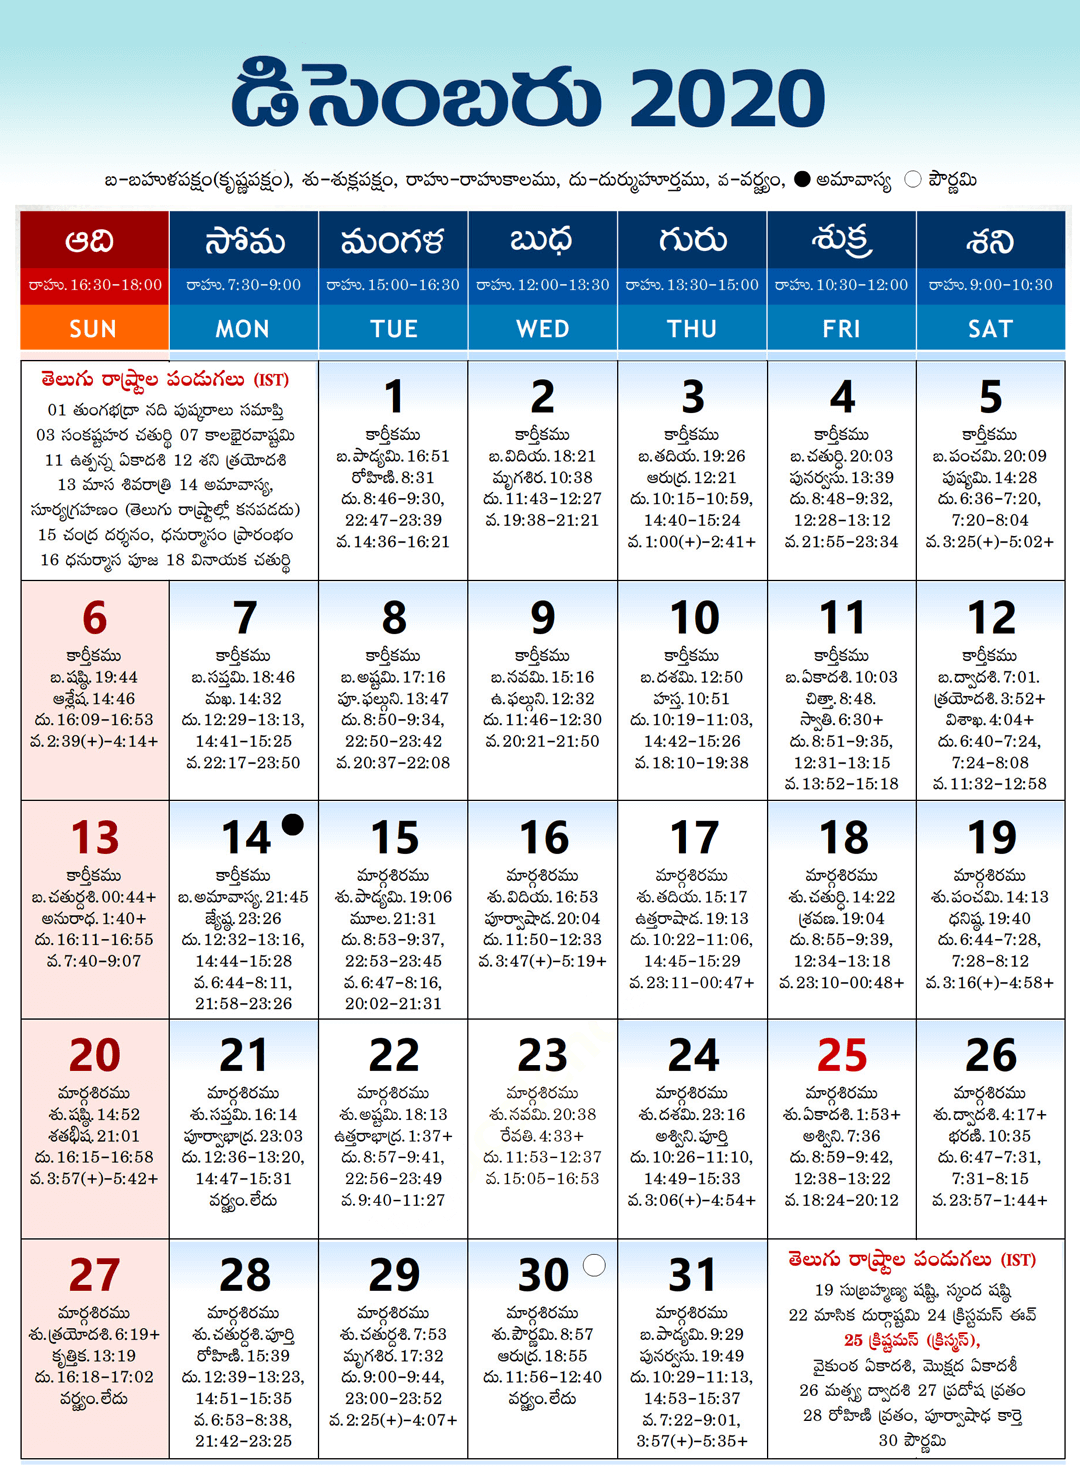 డిసెంబరు 2020
బ-బహుళపక్షం(కృష్ణపక్షం), శు-శుక్లపక్షం, రాహు-రాహుకాలము, దు-దుర్ముహూర్తము, వ-వర్జ్యం, అమావాస్య పౌర్ణమి
ఆది సోమ మంగళ బుధ గురు శుక్ర శని
రాహు. 16:30-18:00 రాహు. 7:30-9:00 రాహు. 15:00-16:30 రాహు. 12:00-13:30 రాహు. 13:30-15:00 రాహు. 10:30-12:00 రాహు. 9:00-10:30
SUN MON TUE WED THU FRI SAT
తెలుగు రాష్ట్రాల పండుగలు (IST)
01 తుంగభద్రా నది పుష్కరాలు సమాప్తి
03 సంకష్టహర చతుర్థి 07 కాలభైరవాష్టమి
11 ఉత్పన్న ఏకాదశి 12 శని త్రయోదశి
13 మాస శివరాత్రి 14 అమావాస్య,
సూర్యగ్రహణం (తెలుగు రాష్ట్రాల్లో కనపడదు)
15 చంద్ర దర్శనం, ధనుర్మాసం ప్రారంభం
16 ధనుర్మాస పూజ 18 వినాయక చతుర్థి
1
కార్తీకము
బ.పాడ్యమి.16:51
రోహిణి.8:31
దు.8:46-9:30,
22:47-23:39
వ.14:36-16:21
2
కార్తీకము
బ.విదియ.18:21
మృగశిర.10:38
దు.11:43-12:27
వ.19:38-21:21
3
కార్తీకము
బ.తదియ.19:26
ఆరుద్ర.12:21
దు.10:15-10:59,
14:40-15:24
వ.1:00(+)-2:41+
4
కార్తీకము
బ.చతుర్థి.20:03
పునర్వసు.13:39
దు.8:48-9:32,
12:28-13:12
వ.21:55-23:34
5
కార్తీకము
బ.పంచమి.20:09
పుష్యమి.14:28
దు.6:36-7:20,
7:20-8:04
వ.3:25(+)-5:02+
6
కార్తీకము
బ.షష్ఠి.19:44
ఆశ్లేష.14:46
దు.16:09-16:53
వ.2:39(+)-4:14+
7
కార్తీకము
బ.సప్తమి.18:46
మఖ.14:32
దు.12:29-13:13,
14:41-15:25
వ.22:17-23:50
8
కార్తీకము
బ.అష్టమి.17:16
పూ.ఫల్గుని.13:47
దు.8:50-9:34,
22:50-23:42
వ.20:37-22:08
9
కార్తీకము
బ.నవమి.15:16
ఉ.ఫల్గుని.12:32
దు.11:46-12:30
వ.20:21-21:50
10
కార్తీకము
బ.దశమి.12:50
హస్త.10:51
దు.10:19-11:03,
14:42-15:26
వ.18:10-19:38
11
కార్తీకము
బ.ఏకాదశి.10:03
చిత్తా.8:48.
స్వాతి.6:30+
దు.8:51-9:35,
12:31-13:15
వ.13:52-15:18
12
కార్తీకము
బ.ద్వాదశి.7:01.
త్రయోదశి.3:52+
విశాఖ.4:04+
దు.6:40-7:24,
7:24-8:08
వ.11:32-12:58
13
కార్తీకము
బ.చతుర్దశి.00:44+
అనురాధ.1:40+
దు.16:11-16:55
వ.7:40-9:07
14
కార్తీకము
బ.అమావాస్య.21:45
జ్యేష్ఠ.23:26
దు.12:32-13:16,
14:44-15:28
వ.6:44-8:11,
21:58-23:26
15
మార్గశిరము
శు.పాడ్యమి.19:06
మూల.21:31
దు.8:53-9:37,
22:53-23:45
వ.6:47-8:16,
20:02-21:31
16
మార్గశిరము
శు.విదియ.16:53
పూర్వాషాడ.20:04
దు.11:50-12:33
వ.3:47(+)-5:19+
17
మార్గశిరము
శు.తదియ.15:17
ఉత్తరాషాడ.19:13
దు.10:22-11:06,
14:45-15:29
వ.23:11-00:47+
18
మార్గశిరము
శు.చతుర్థి.14:22
శ్రవణ.19:04
దు.8:55-9:39,
12:34-13:18
వ.23:10-00:48+
19
మార్గశిరము
శు.పంచమి.14:13
ధనిష్ఠ.19:40
దు.6:44-7:28,
7:28-8:12
వ.3:16(+)-4:58+
20
మార్గశిరము
శు.షష్ఠి.14:52
శతభిష.21:01
దు.16:15-16:58
వ.3:57(+)-5:42+
21
మార్గశిరము
శు.సప్తమి.16:14
పూర్వాభాద్ర.23:03
దు.12:36-13:20,
14:47-15:31
వర్జ్యం.లేదు
22
మార్గశిరము
శు.అష్టమి.18:13
ఉత్తరాభాద్ర.1:37+
దు.8:57-9:41,
22:56-23:49
వ.9:40-11:27
23
మార్గశిరము
శు.నవమి.20:38
రేవతి.4:33+
దు.11:53-12:37
వ.15:05-16:53
24
మార్గశిరము
శు.దశమి.23:16
అశ్విని.పూర్తి
దు.10:26-11:10,
14:49-15:33
వ.3:06(+)-4:54+
25
మార్గశిరము
శు.ఏకాదశి.1:53+
అశ్విని.7:36
దు.8:59-9:42,
12:38-13:22
వ.18:24-20:12
26
మార్గశిరము
శు.ద్వాదశి.4:17+
భరణి.10:35
దు.6:47-7:31,
7:31-8:15
వ.23:57-1:44+
27
మార్గశిరము
శు.త్రయోదశి.6:19+
కృత్తిక.13:19
దు.16:18-17:02
వర్జ్యం.లేదు
28
మార్గశిరము
శు.చతుర్దశి.పూర్తి
రోహిణి.15:39
దు.12:39-13:23,
14:51-15:35
వ.6:53-8:38,
21:42-23:25
29
మార్గశిరము
శు.చతుర్దశి.7:53
మృగశిర.17:32
దు.9:00-9:44,
23:00-23:52
వ.2:25(+)-4:07+
30
మార్గశిరము
శు.పౌర్ణమి.8:57
ఆరుద్ర.18:55
దు.11:56-12:40
వర్జ్యం.లేదు
31
మార్గశిరము
బ.పాడ్యమి.9:29
పునర్వసు.19:49
దు.10:29-11:13,
14:53-15:37
వ.7:22-9:01,
3:57(+)-5:35+
తెలుగు రాష్ట్రాల పండుగలు (IST)
19 సుబ్రహ్మణ్య షష్టి, స్కంద షష్ఠి
22 మాసిక దుర్గాష్టమి 24 క్రిస్టమస్ ఈవ్
25 క్రిష్టమస్ (క్రిస్మస్),
వైకుంఠ ఏకాదశి, మొక్షద ఏకాదశీ
26 మత్స్య ద్వాదశి 27 ప్రదోష వ్రతం
28 రోహిణి వ్రతం, పూర్వాషాఢ కార్తె
30 పౌర్ణమి